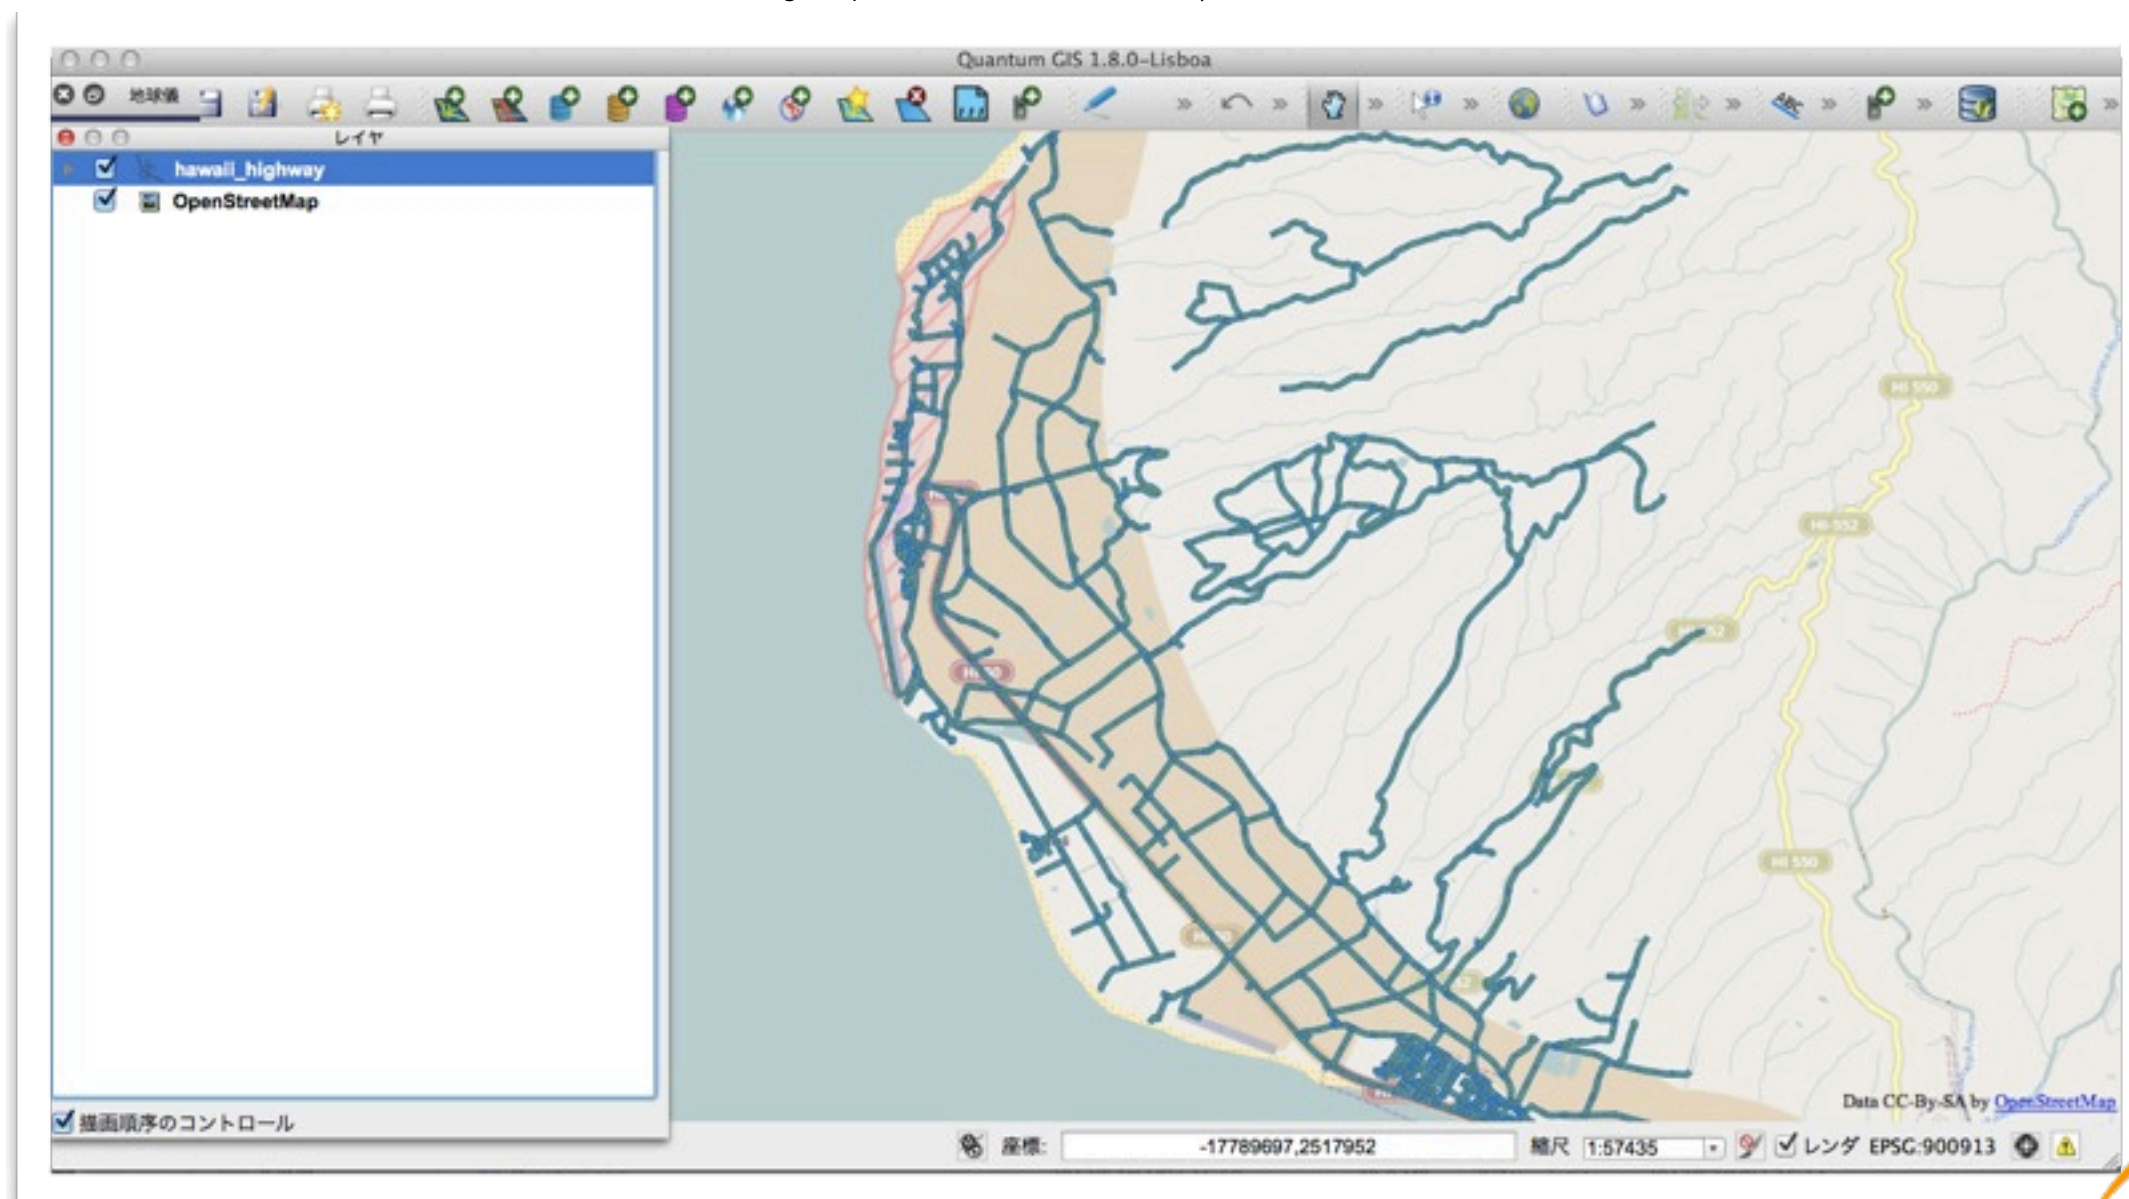 Quantum GIS 1.8.0-Lisboa
地球儀
レイヤ
hawaii_highway
OpenStreetMap
HI 550
HI-552
HI 550
Data CC-By-SA by OpenStreetMap
描画順序のコントロール
座標:
-17789697,2517952
縮尺
1:57435
レンダ
EPSG:900913